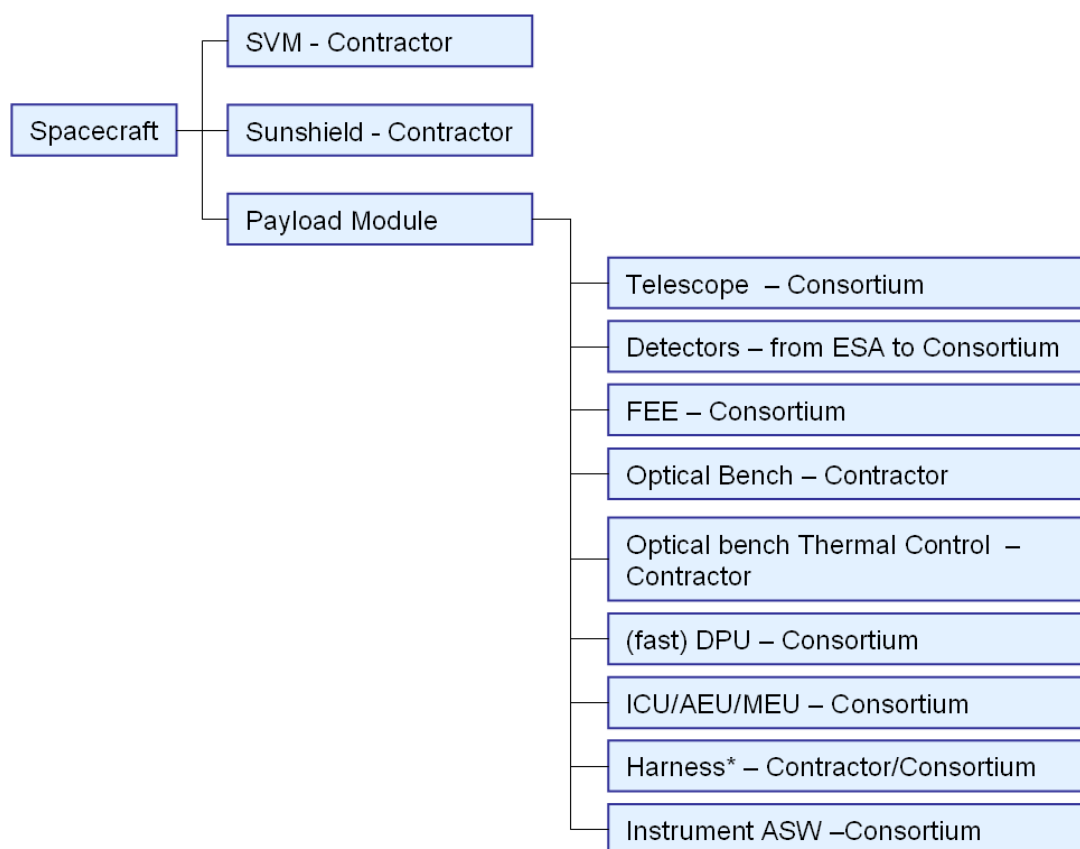 SVM - Contractor
Spacecraft
Sunshield - Contractor
Payload Module
Telescope – Consortium
Detectors – from ESA to Consortium
FEE – Consortium
Optical Bench – Contractor
Optical bench Thermal Control –
Contractor
(fast) DPU – Consortium
ICU/AEU/MEU – Consortium
Harness* – Contractor/Consortium
Instrument ASW –Consortium